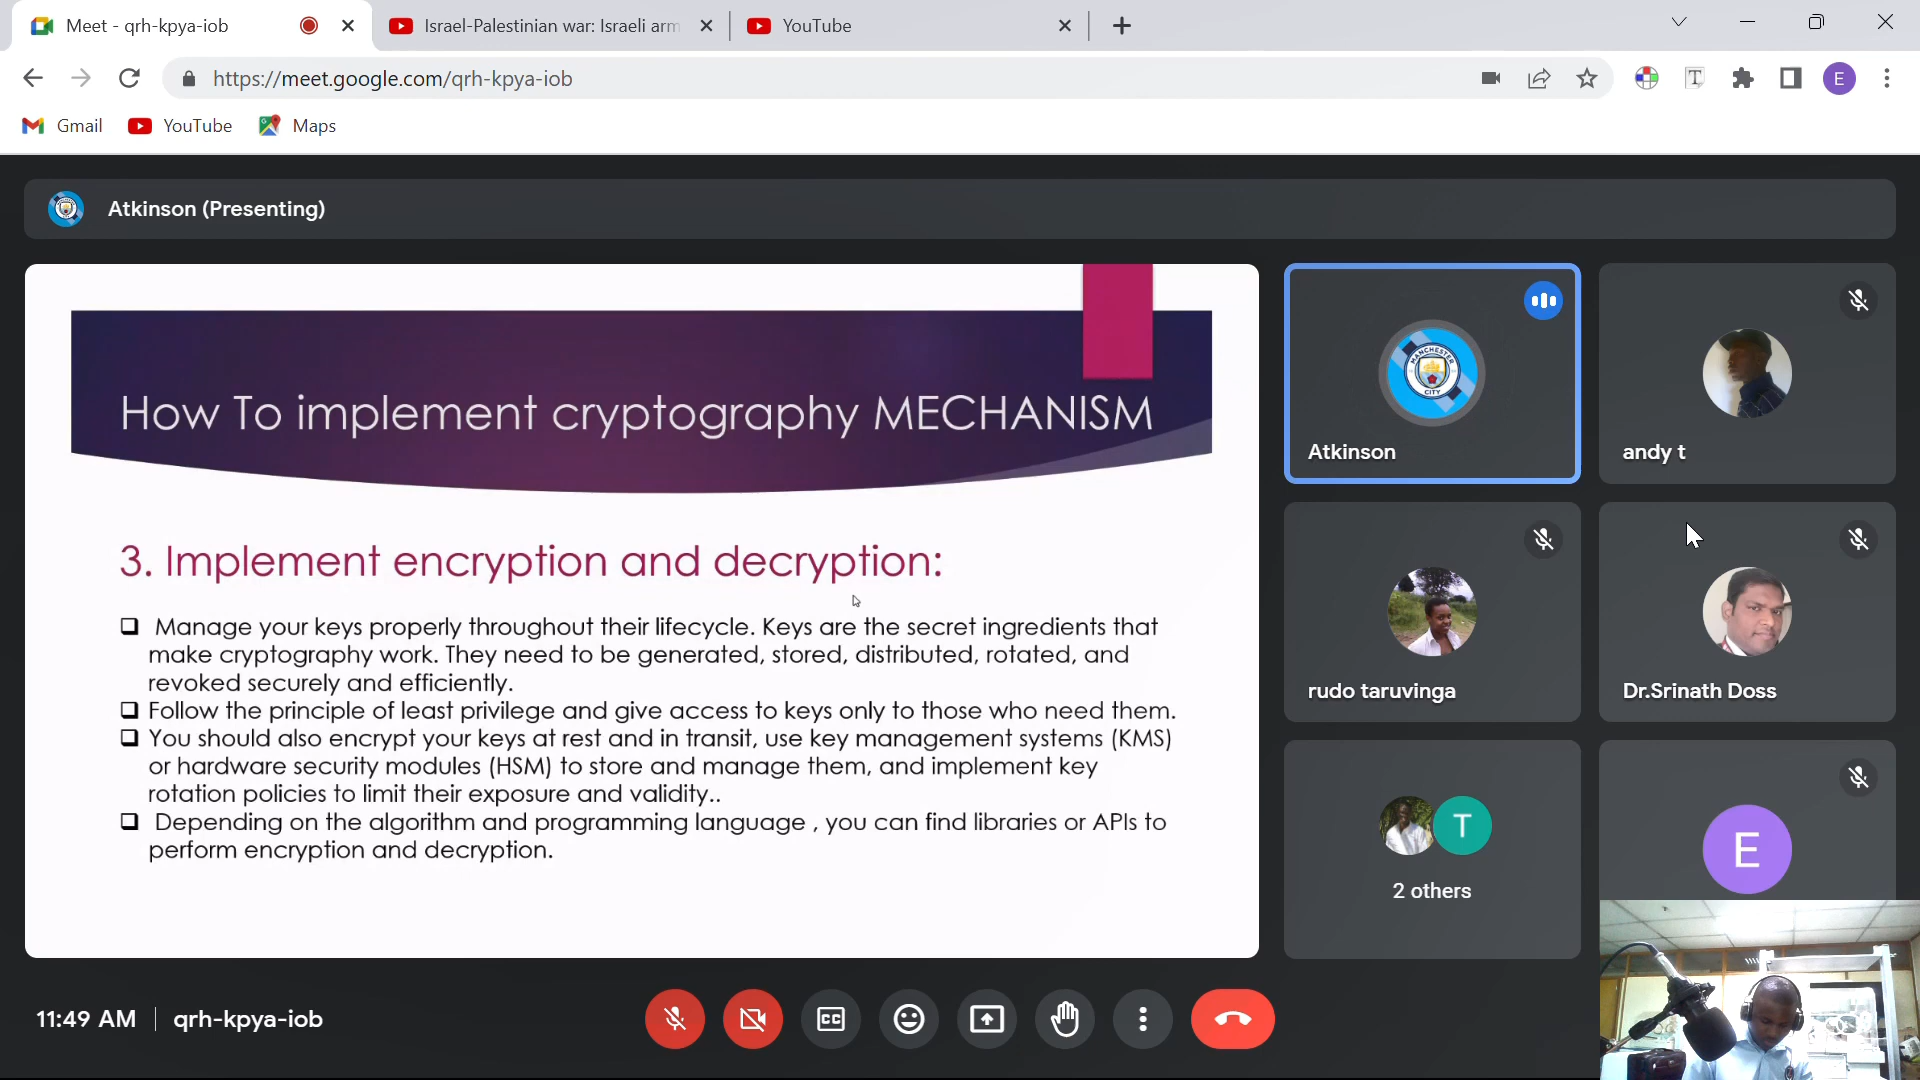 Meet - qrh-kpya-iob
Israel-Palestinian war: Israeli arm
YouTube
https://meet.google.com/qrh-kpya-iob
E
Gmail
YouTube
Maps
Atkinson (Presenting)
How To implement cryptography MECHANISM
3. Implement encryption and decryption:
Manage your keys properly throughout their lifecycle. Keys are the secret ingredients that
make cryptography work. They need to be generated, stored, distributed, rotated, and
revoked securely and efficiently.
Follow the principle of least privilege and give access to keys only to those who need them.
You should also encrypt your keys at rest and in transit, use key management systems (KMS)
or hardware security modules (HSM) to store and manage them, and implement key
rotation policies to limit their exposure and validity..
Depending on the algorithm and programming language , you can find libraries or APIs to
perform encryption and decryption.
MANCHESTER
CITY
Atkinson
andy t
rudo taruvinga
Dr.Srinath Doss
T
2 others
E
11:49 AM
qrh-kpya-iob
CC